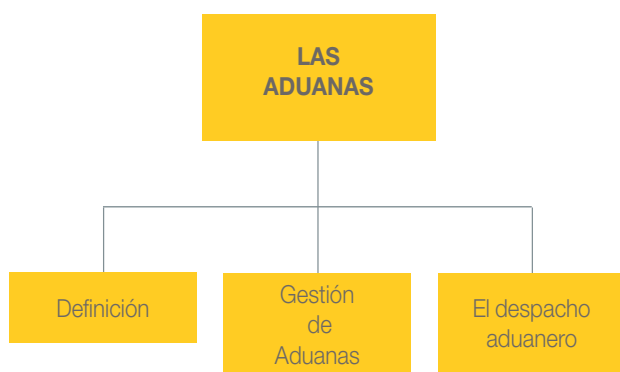 LAS
ADUANAS
Definición
Gestión
de
Aduanas
El despacho
aduanero